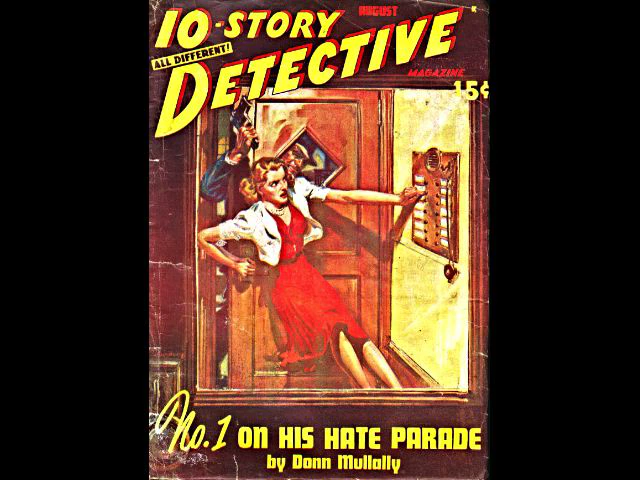 10-STORY
AUGUST
ALL DIFFERENT!
DETECTIVE
MAGAZINE
15¢
No. 1 ON HIS HATE PARADE
by Donn Mullally